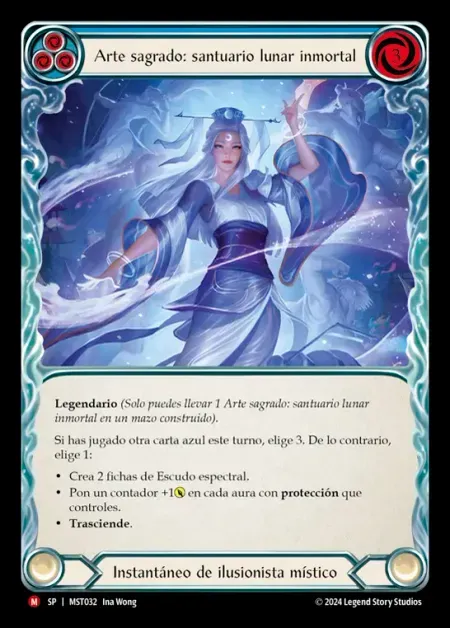 Arte sagrado: santuario lunar inmortal
3
Legendario (Solo puedes llevar 1 Arte sagrado: santuario lunar
inmortal en un mazo construido).
Si has jugado otra carta azul este turno, elige 3. De lo contrario,
elige 1:
• Crea 2 fichas de Escudo espectral.
• Pon un contador +1 en cada aura con protección que
controles.
• Trasciende.
Instantáneo de ilusionista místico
M SP | MST032 Ina Wong
© 2024 Legend Story Studios